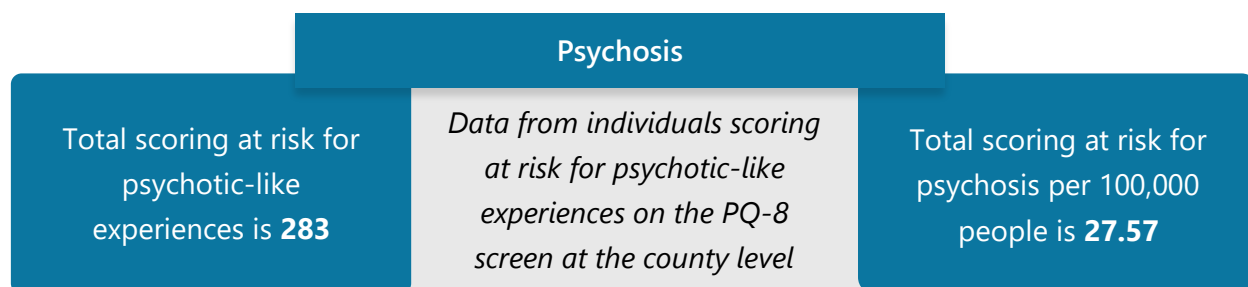 Psychosis
Total scoring at risk for
psychotic-like
experiences is 283
Data from individuals scoring
at risk for psychotic-like
experiences on the PQ-8
screen at the county level
Total scoring at risk for
psychosis per 100,000
people is 27.57